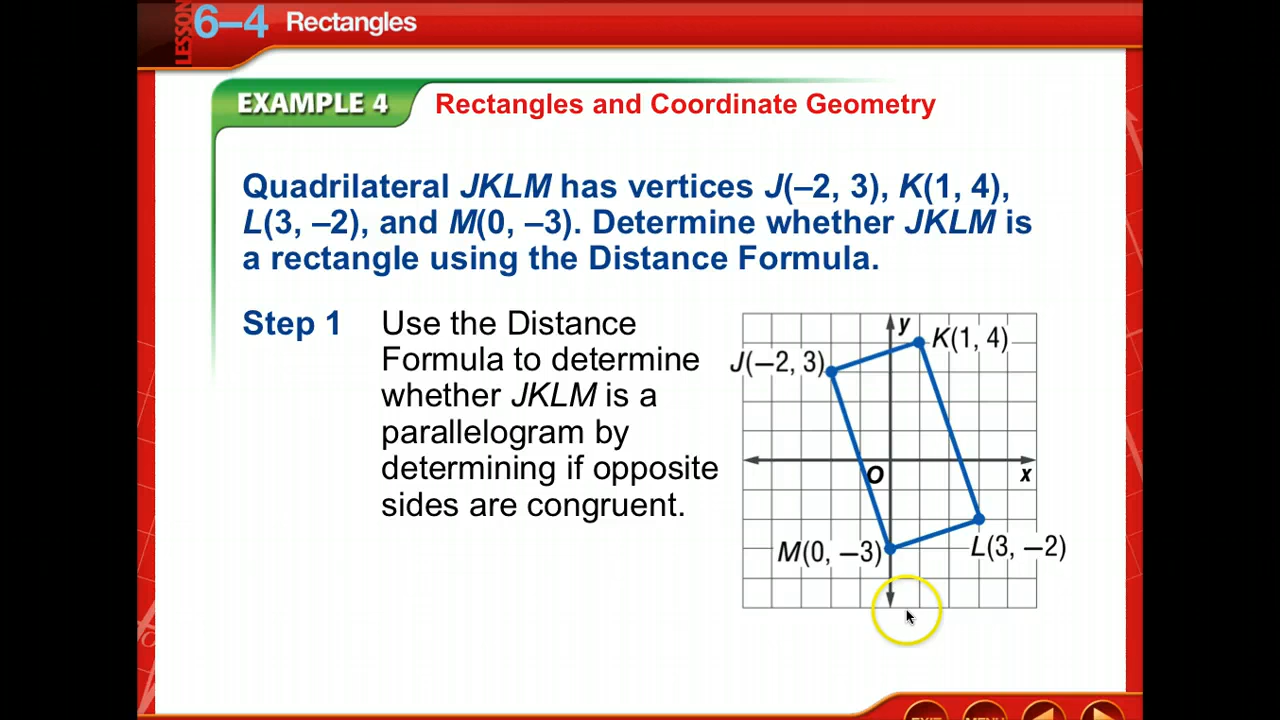 LESSON
6–4 Rectangles
EXAMPLE 4
Rectangles and Coordinate Geometry
Quadrilateral JKLM has vertices J(–2, 3), K(1, 4),
L(3, –2), and M(0, –3). Determine whether JKLM is
a rectangle using the Distance Formula.
Step 1
Use the Distance
Formula to determine
whether JKLM is a
parallelogram by
determining if opposite
sides are congruent.
y
K(1, 4)
J(–2, 3)
O
x
M(0, –3)
L(3, –2)
EXIT
MENU